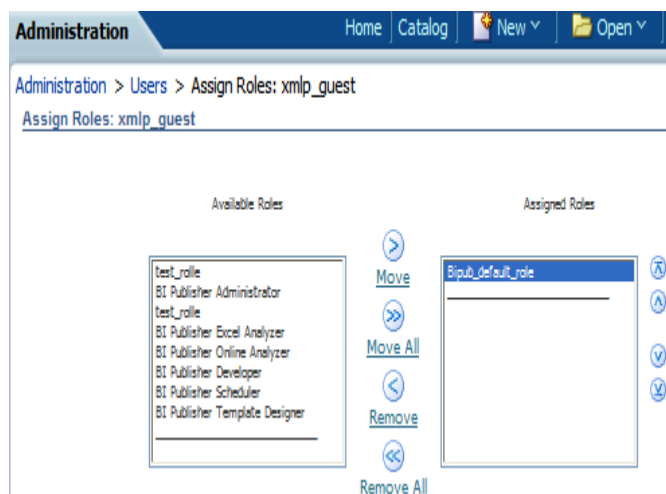 Administration
Home Catalog New Open
Administration > Users > Assign Roles: xmlp_guest
Assign Roles: xmlp_guest
Available Roles
Assigned Roles
test_rolle
BI Publisher Administrator
test_rolle
BI Publisher Excel Analyzer
BI Publisher Online Analyzer
BI Publisher Developer
BI Publisher Scheduler
BI Publisher Template Designer
Move
Move All
Remove
Remove All
Bipub_default_role